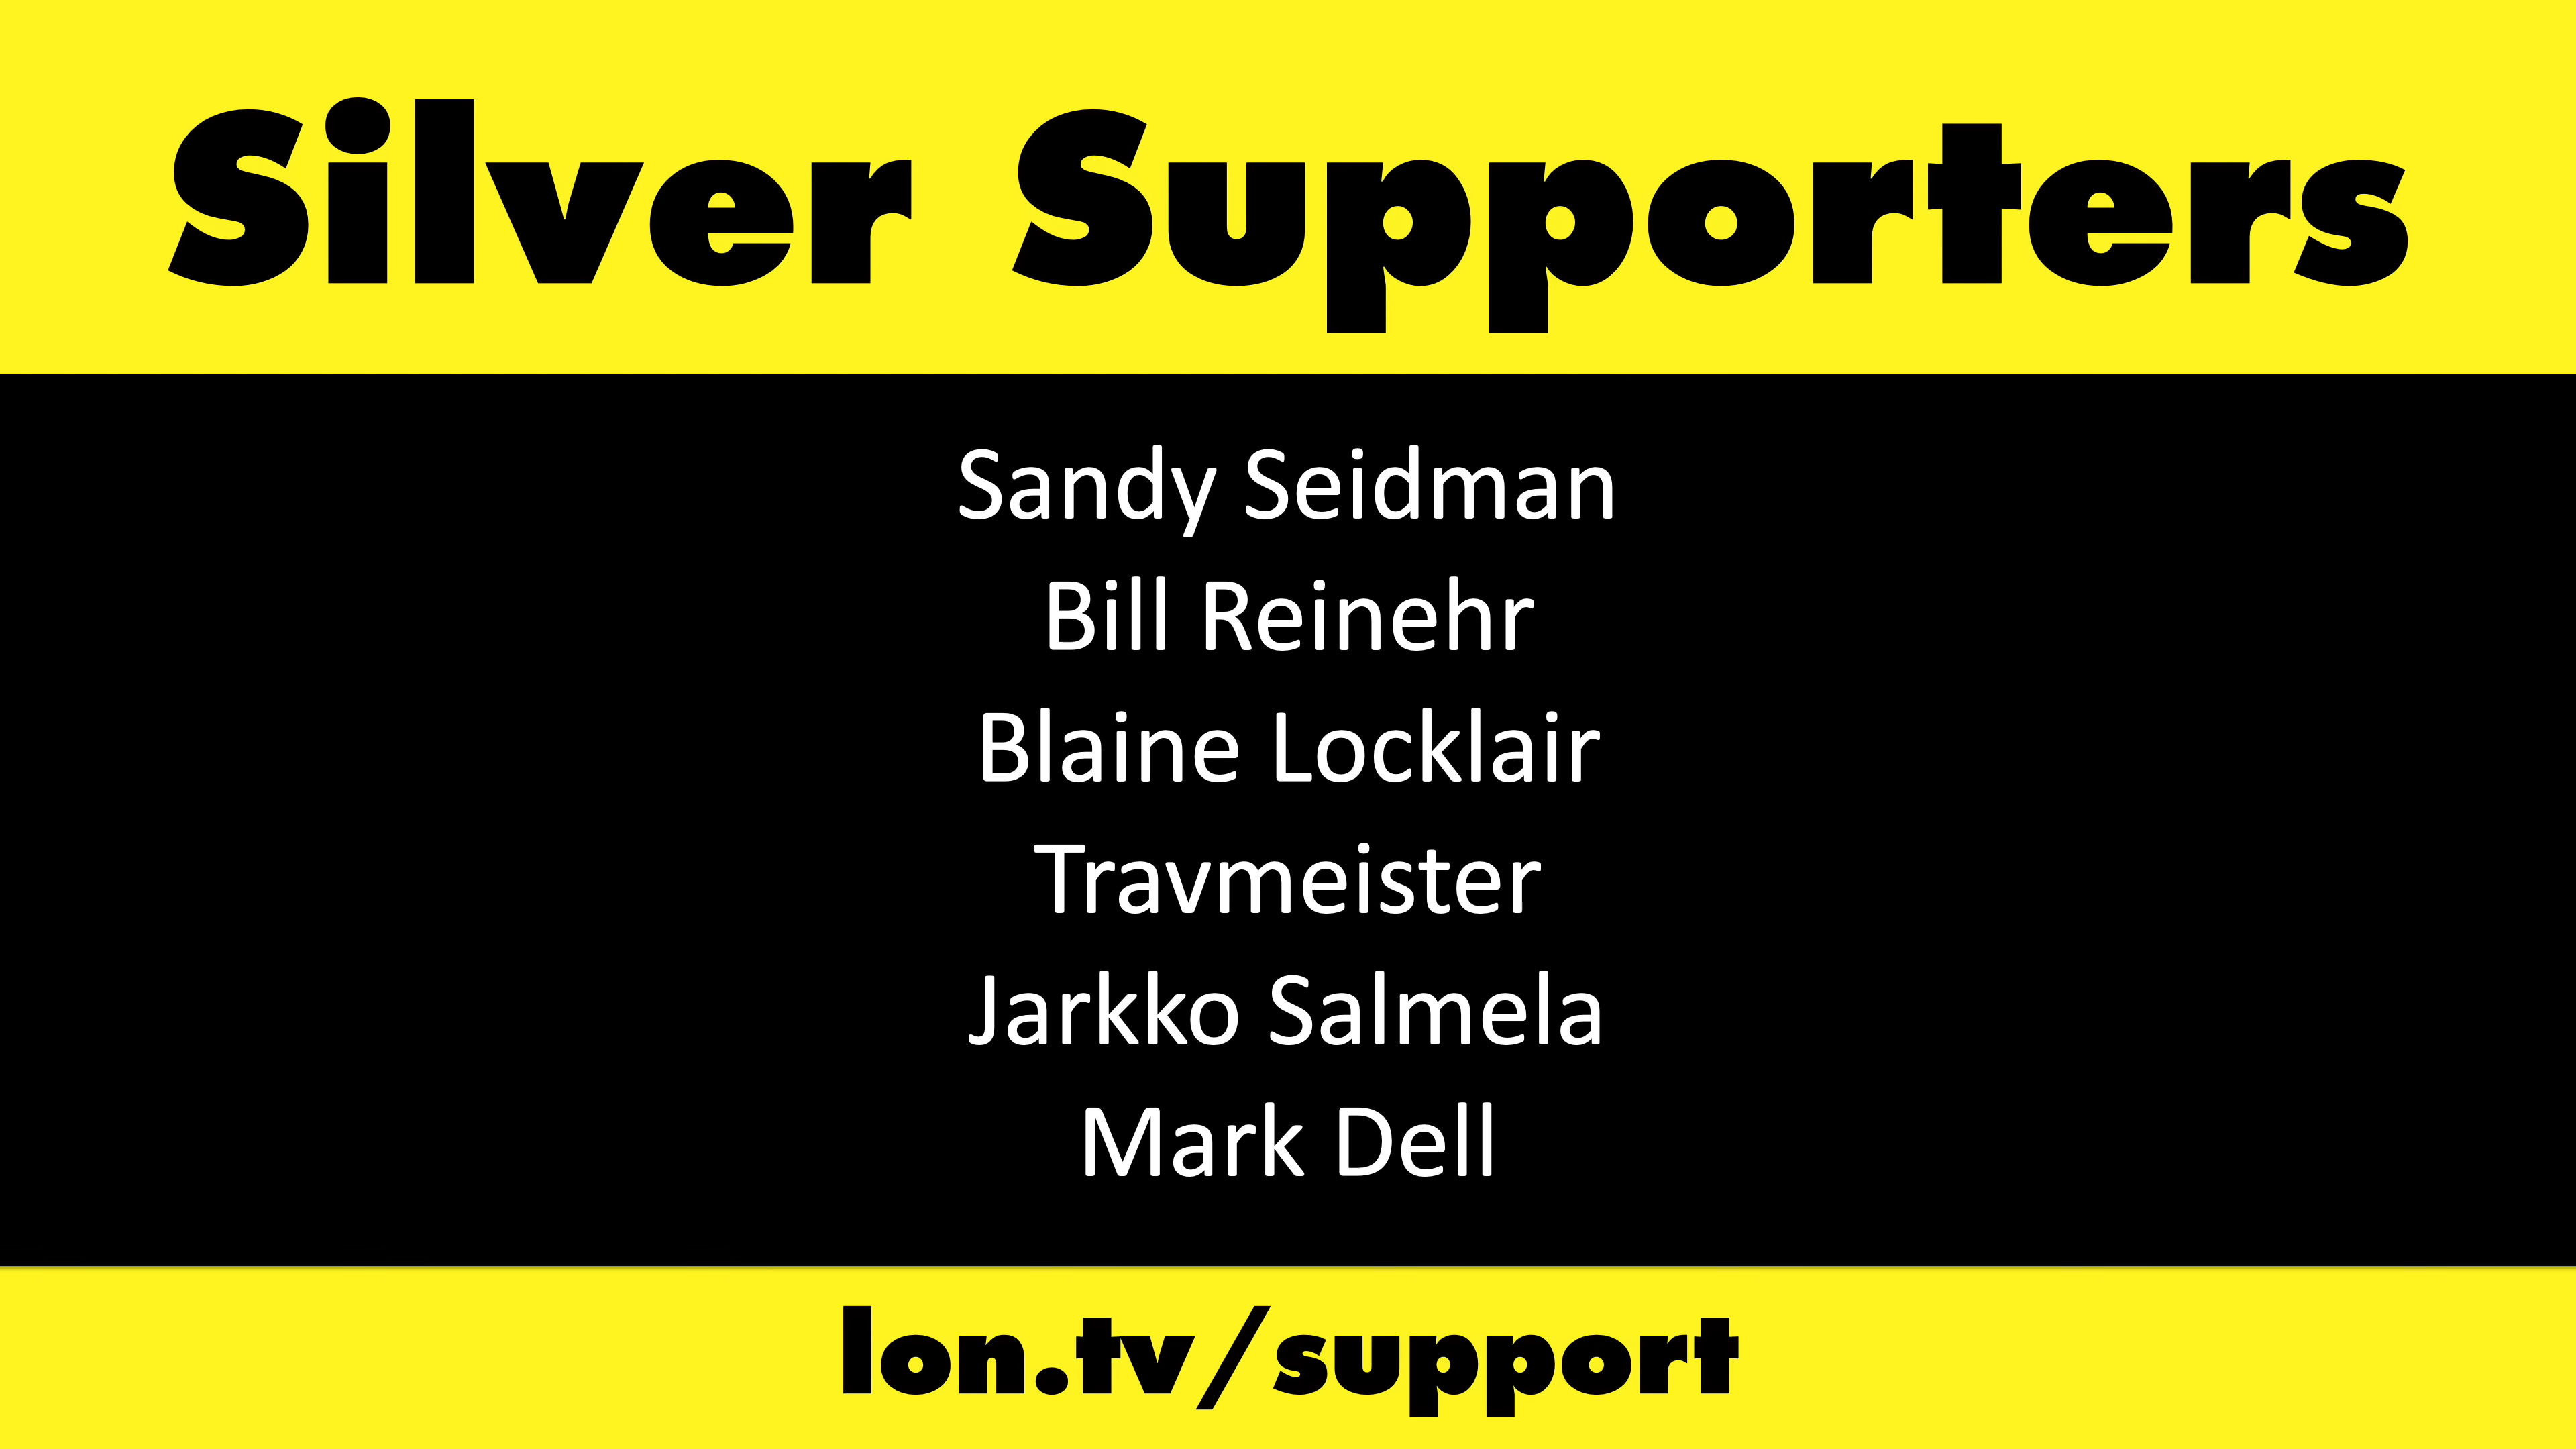 Silver Supporters
Sandy Seidman
Bill Reinehr
Blaine Locklair
Travmeister
Jarkko Salmela
Mark Dell
lon.tv/support